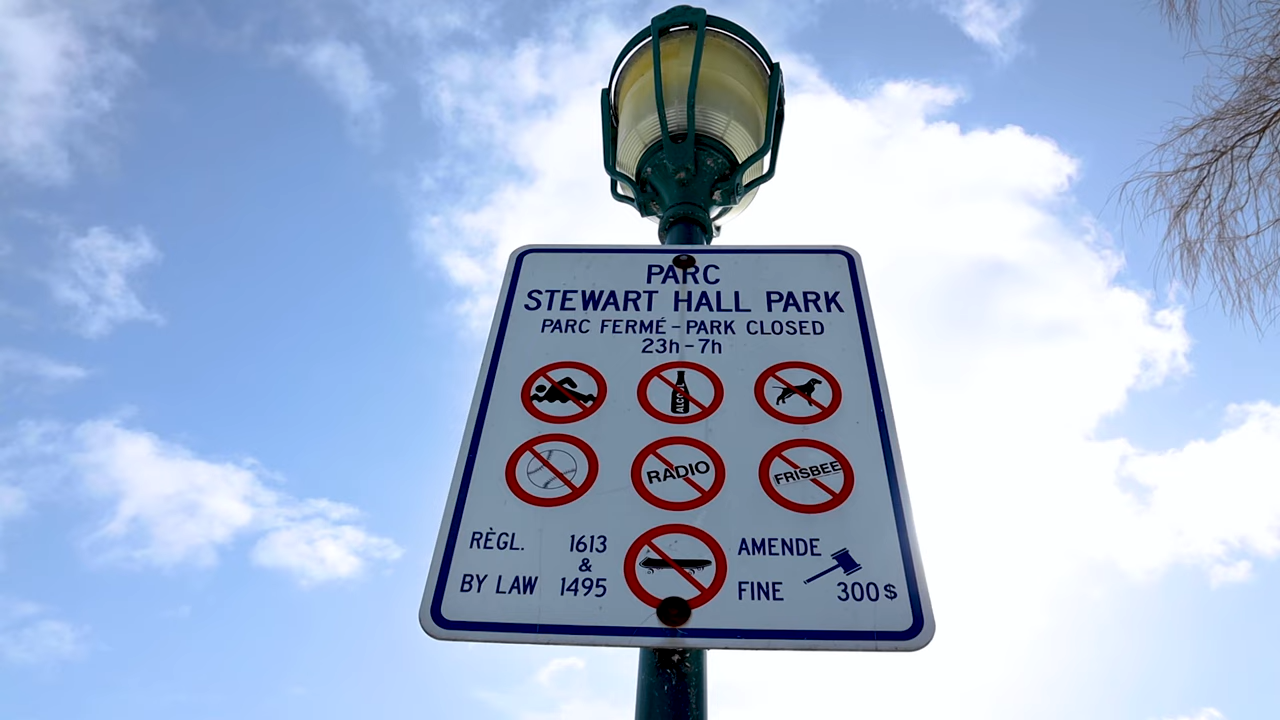 PARC
STEWART HALL PARK
PARC FERMÉ - PARK CLOSED
23h - 7h
ALCOOL
RADIO
FRISBEE
RÈGL. 1613 AMENDE
&
BY LAW 1495 FINE 300$